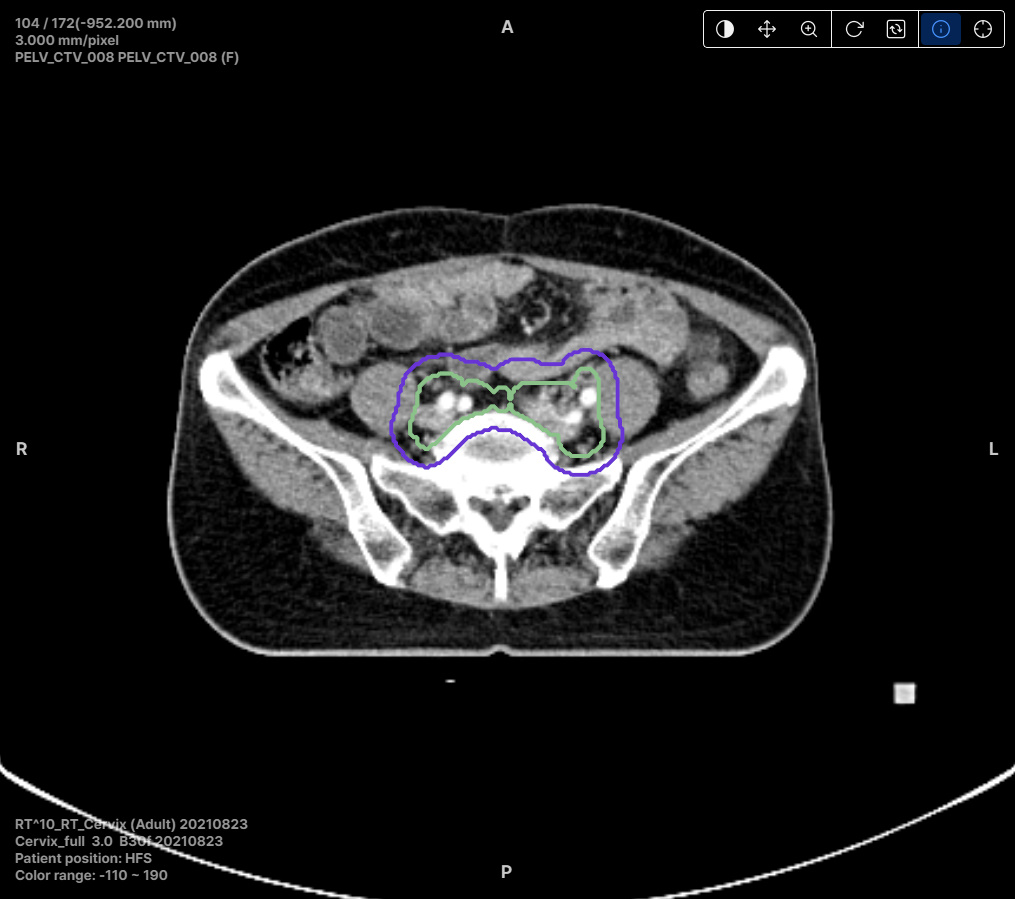 104 / 172(-952.200 mm)
3.000 mm/pixel
PELV_CTV_008 PELV_CTV_008 (F)
A
R
L
RT^10_RT_Cervix (Adult) 20210823
Cervix_full 3.0 B30f 20210823
Patient position: HFS
Color range: -110 ~ 190
P